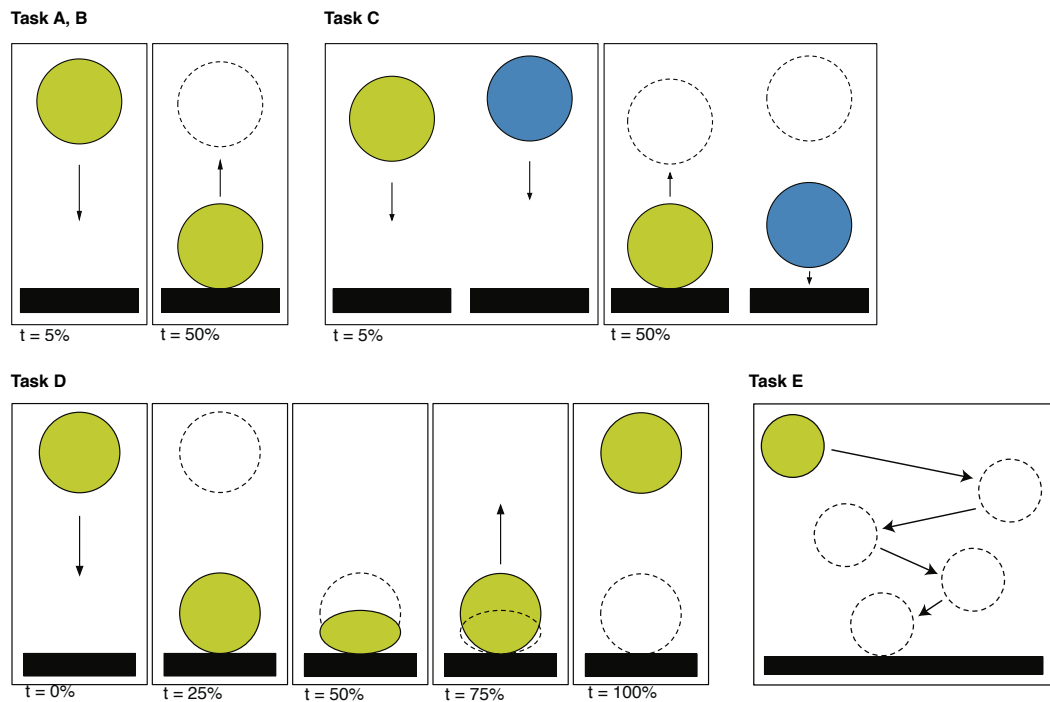 Task A, B
Task C
t = 5%
t = 50%
t = 5%
t = 50%
Task D
Task E
t = 0%
t = 25%
t = 50%
t = 75%
t = 100%